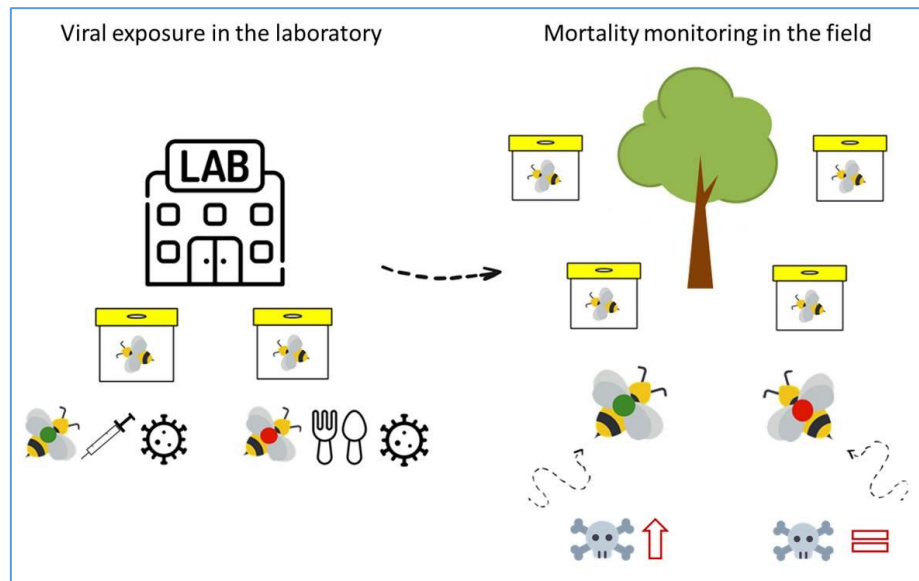 Viral exposure in the laboratory
Mortality monitoring in the field
LAB